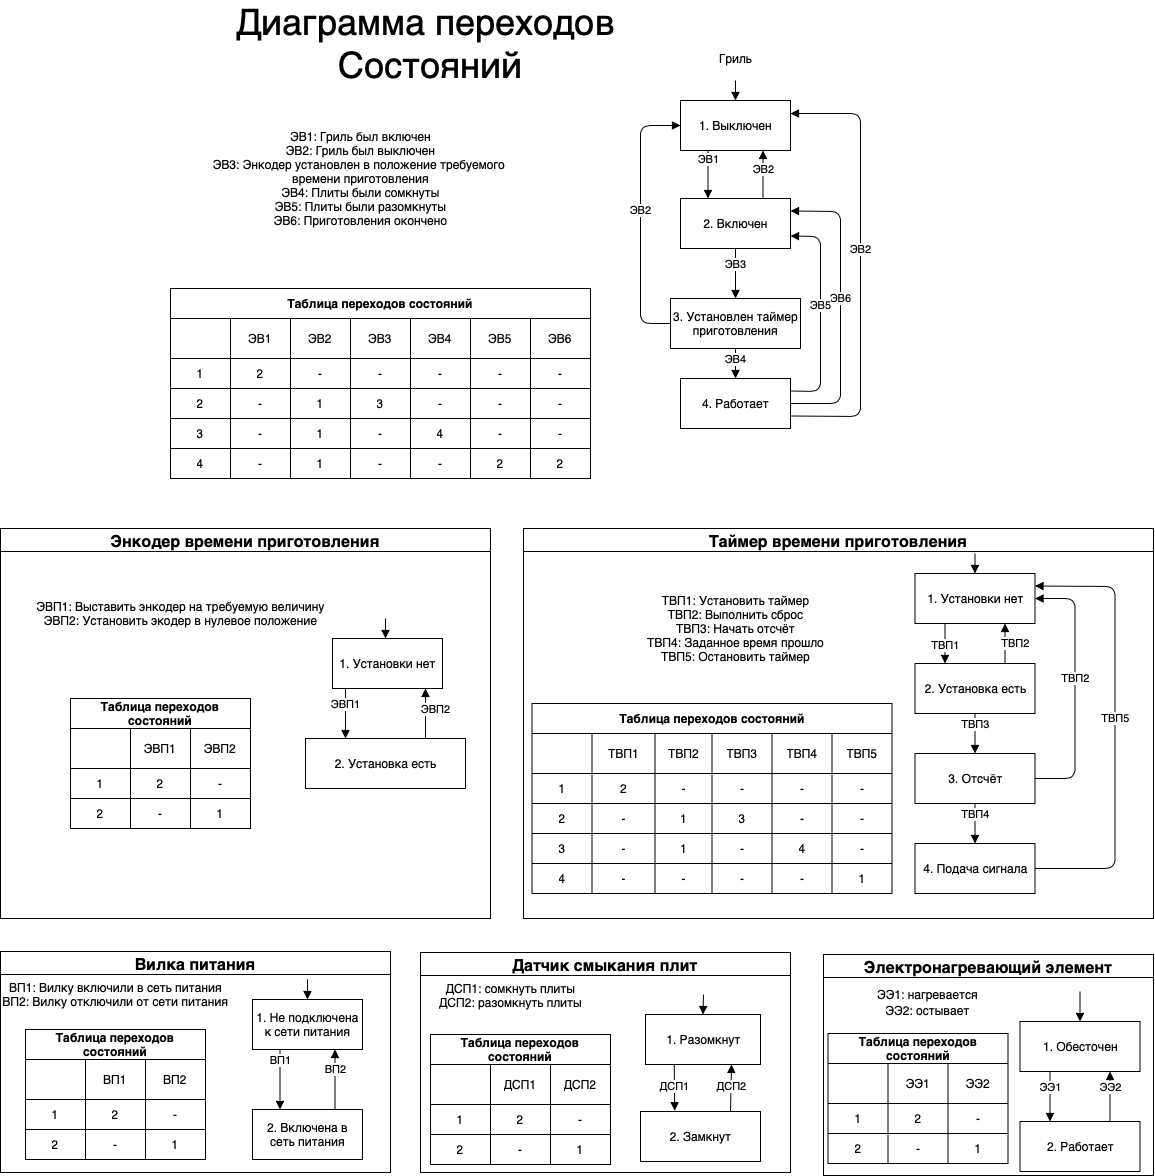 Диаграмма переходов
Состояний
Гриль
ЭВ1: Гриль был включен
ЭВ2: Гриль был выключен
ЭВ3: Энкодер установлен в положение требуемого
времени приготовления
ЭВ4: Плиты были сомкнуты
ЭВ5: Плиты были разомкнуты
ЭВ6: Приготовления окончено
1. Выключен
ЭВ1
ЭВ2
ЭВ2
2. Включен
ЭВ2
ЭВ3
ЭВ5
ЭВ6
3. Установлен таймер
приготовления
ЭВ4
4. Работает
Таблица переходов состояний
ЭВ1 ЭВ2 ЭВ3 ЭВ4 ЭВ5 ЭВ6
1 2 - - - - -
2 - 1 3 - - -
3 - 1 - 4 - -
4 - 1 - - 2 2
Энкодер времени приготовления
ЭВП1: Выставить энкодер на требуемую величину
ЭВП2: Установить экодер в нулевое положение
1. Установки нет
ЭВП1
ЭВП2
2. Установка есть
Таблица переходов
состояний
ЭВП1 ЭВП2
1 2 -
2 - 1
Таймер времени приготовления
ТВП1: Установить таймер
ТВП2: Выполнить сброс
ТВП3: Начать отсчёт
ТВП4: Заданное время прошло
ТВП5: Остановить таймер
1. Установки нет
ТВП1
ТВП2
2. Установка есть
ТВП2
ТВП3
ТВП5
3. Отсчёт
ТВП4
4. Подача сигнала
Таблица переходов состояний
ТВП1 ТВП2 ТВП3 ТВП4 ТВП5
1 2 - - - -
2 - 1 3 - -
3 - 1 - 4 -
4 - - - - 1
Вилка питания
ВП1: Вилку включили в сеть питания
ВП2: Вилку отключили от сети питания
1. Не подключена
к сети питания
ВП1
ВП2
2. Включена в
сеть питания
Таблица переходов
состояний
ВП1 ВП2
1 2 -
2 - 1
Датчик смыкания плит
ДСП1: сомкнуть плиты
ДСП2: разомкнуть плиты
1. Разомкнут
ДСП1
ДСП2
2. Замкнут
Таблица переходов
состояний
ДСП1 ДСП2
1 2 -
2 - 1
Электронагревающий элемент
ЭЭ1: нагревается
ЭЭ2: остывает
1. Обесточен
ЭЭ1
ЭЭ2
2. Работает
Таблица переходов
состояний
ЭЭ1 ЭЭ2
1 2 -
2 - 1